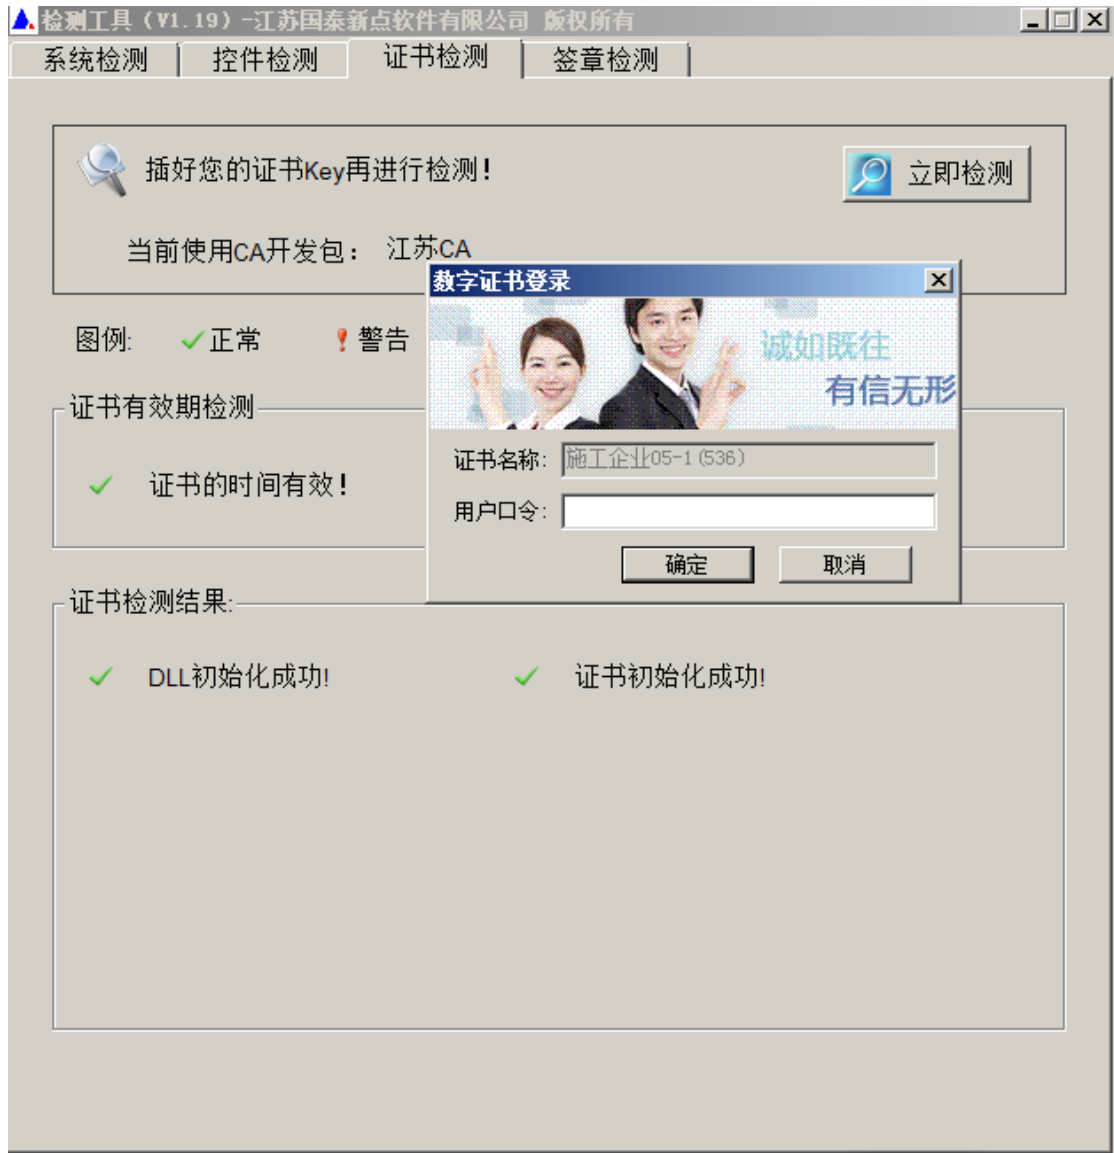 检测工具（V1.19）-江苏国泰新点软件有限公司 版权所有
系统检测 控件检测 证书检测 签章检测
插好您的证书Key再进行检测！ 立即检测
当前使用CA开发包： 江苏CA
数字证书登录
诚如既往
有信无形
图例: 正常 警告
证书有效期检测
证书名称: 施工企业05-1(536)
证书的时间有效！
用户口令:
确定 取消
证书检测结果:
DLL初始化成功! 证书初始化成功!